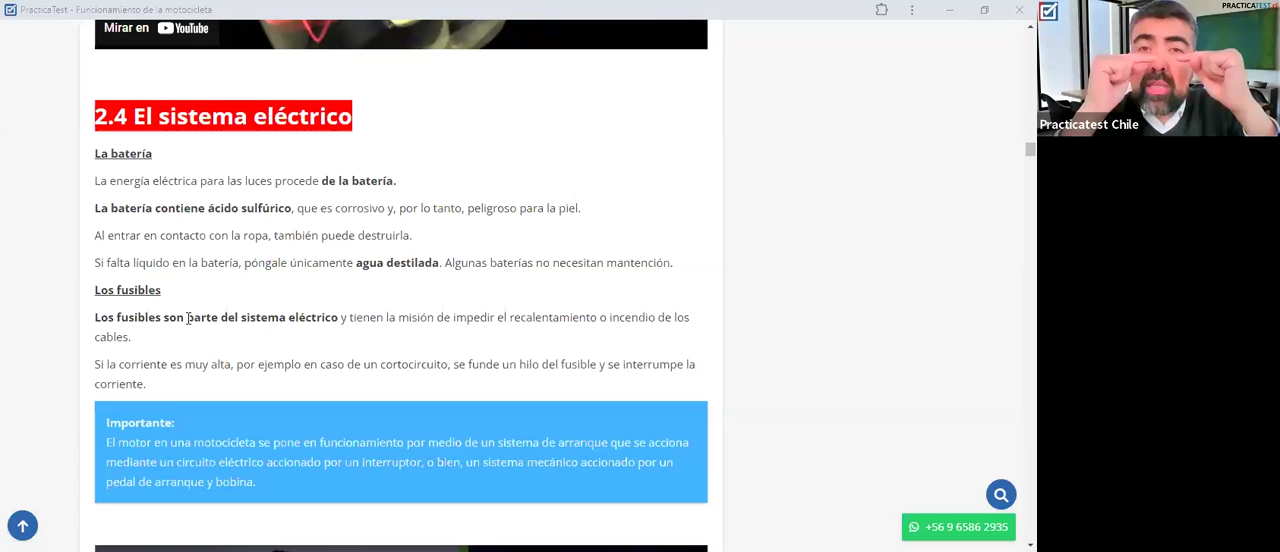 PracticaTest - Funcionamiento de la motocicleta
PRACTICATEST
Mirar en YouTube
2.4 El sistema eléctrico
Practicatest Chile
La batería
La energía eléctrica para las luces procede de la batería.
La batería contiene ácido sulfúrico, que es corrosivo y, por lo tanto, peligroso para la piel.
Al entrar en contacto con la ropa, también puede destruirla.
Si falta líquido en la batería, póngale únicamente agua destilada. Algunas baterías no necesitan mantención.
Los fusibles
Los fusibles son parte del sistema eléctrico y tienen la misión de impedir el recalentamiento o incendio de los
cables.
Si la corriente es muy alta, por ejemplo en caso de un cortocircuito, se funde un hilo del fusible y se interrumpe la
corriente.
Importante:
El motor en una motocicleta se pone en funcionamiento por medio de un sistema de arranque que se acciona
mediante un circuito eléctrico accionado por un interruptor, o bien, un sistema mecánico accionado por un
pedal de arranque y bobina.
+56 9 6586 2935